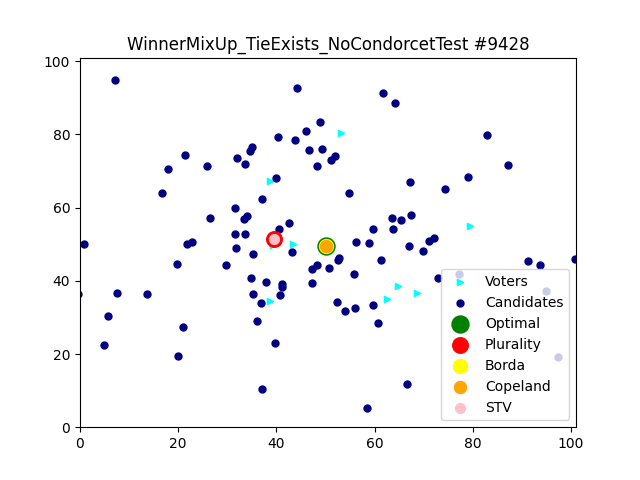 WinnerMixUp_TieExists_NoCondorcetTest #9428
100
80
60
40
20
0
0
20
40
60
80
100
Voters
Candidates
Optimal
Plurality
Borda
Copeland
STV